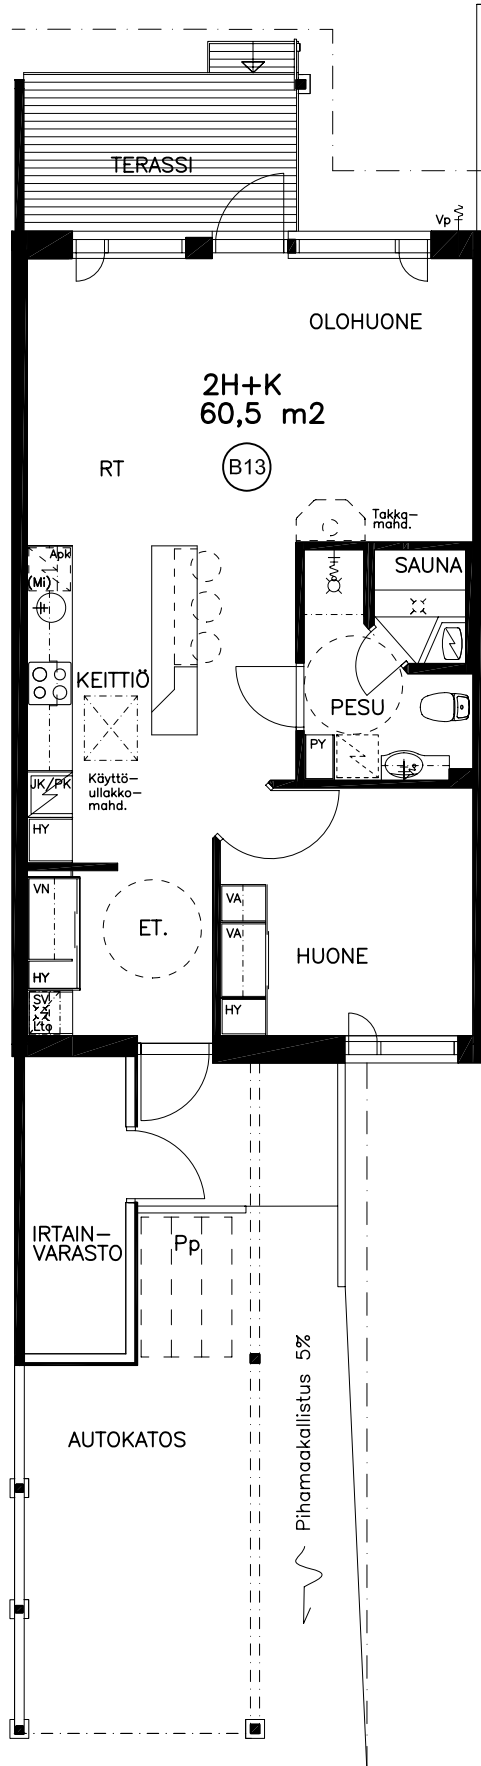 TERASSI
Vp
OLOHUONE
2H+K
60,5 m2
B13
RT
Takka-
mahd.
Apk
(Mi)
SAUNA
KEITTIÖ
PESU
PY
JK/PK
Käyttö-
ullakko-
mahd.
HY
VN
VA
ET.
VA
HUONE
HY
SV
Lto
HY
IRTAIN-
VARASTO
Pp
Pihamaakallistus 5%
AUTOKATOS